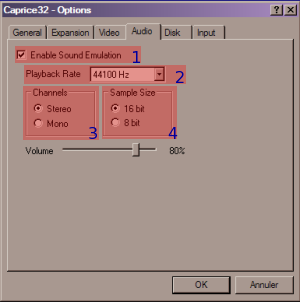 Caprice32 - Options
General Expansion Video Audio Disk Input
Enable Sound Emulation 1
Playback Rate 44100 Hz 2
Channels Sample Size
Stereo 16 bit
Mono 8 bit
3 4
Volume 80%
OK Annuler